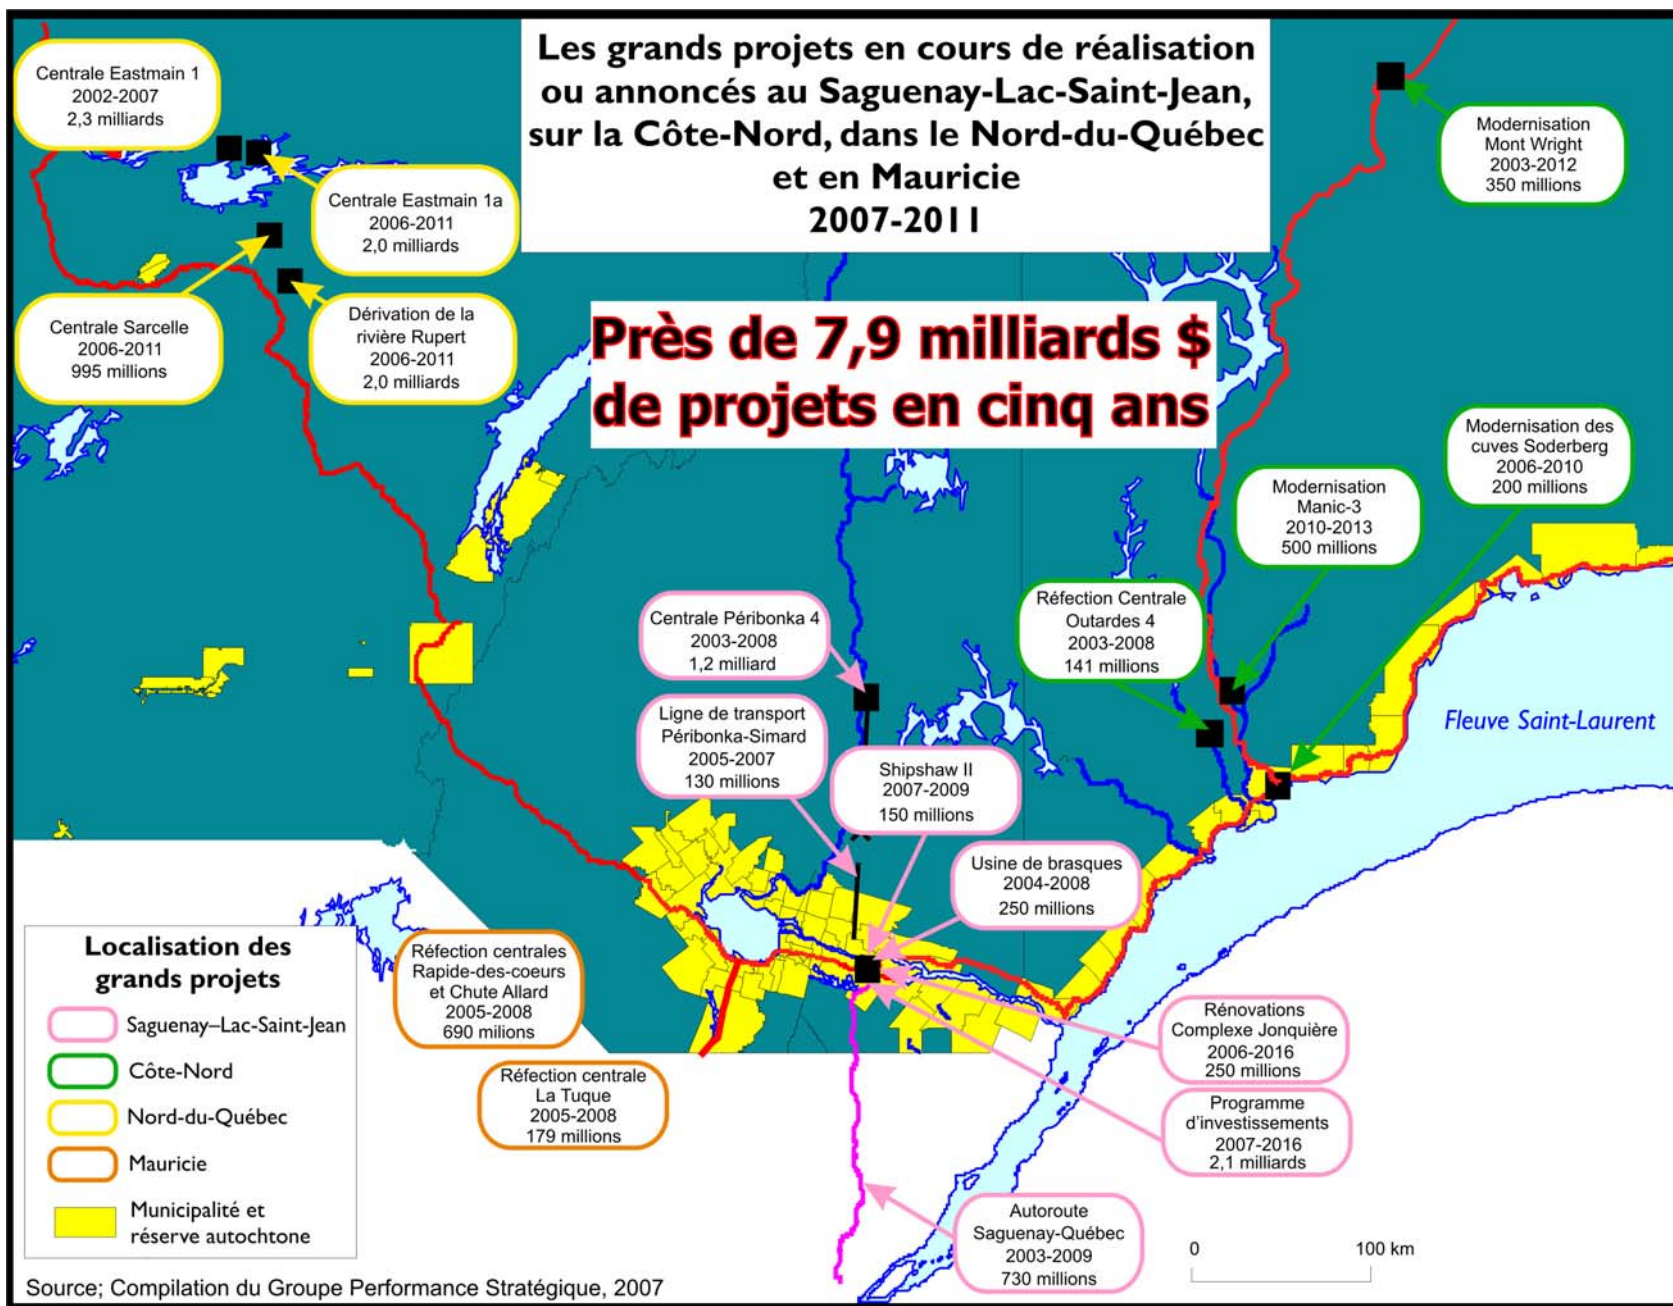 Les grands projets en cours de réalisation
ou annoncés au Saguenay-Lac-Saint-Jean,
sur la Côte-Nord, dans le Nord-du-Québec
et en Mauricie
2007-2011
Centrale Eastmain 1
2002-2007
2,3 milliards
Centrale Eastmain 1a
2006-2011
2,0 milliards
Centrale Sarcelle
2006-2011
995 millions
Dérivation de la
rivière Rupert
2006-2011
2,0 milliards
Modernisation
Mont Wright
2003-2012
350 millions
Près de 7,9 milliards $
de projets en cinq ans
Modernisation des
cuves Soderberg
2006-2010
200 millions
Modernisation
Manic-3
2010-2013
500 millions
Réfection Centrale
Outardes 4
2003-2008
141 millions
Centrale Péribonka 4
2003-2008
1,2 milliard
Ligne de transport
Péribonka-Simard
2005-2007
130 millions
Shipshaw II
2007-2009
150 millions
Fleuve Saint-Laurent
Usine de brasques
2004-2008
250 millions
Réfection centrales
Rapide-des-coeurs
et Chute Allard
2005-2008
690 milions
Réfection centrale
La Tuque
2005-2008
179 millions
Rénovations
Complexe Jonquière
2006-2016
250 millions
Programme
d'investissements
2007-2016
2,1 milliards
Autoroute
Saguenay-Québec
2003-2009
730 millions
Localisation des
grands projets
Saguenay–Lac-Saint-Jean
Côte-Nord
Nord-du-Québec
Mauricie
Municipalité et
réserve autochtone
0 100 km
Source; Compilation du Groupe Performance Stratégique, 2007